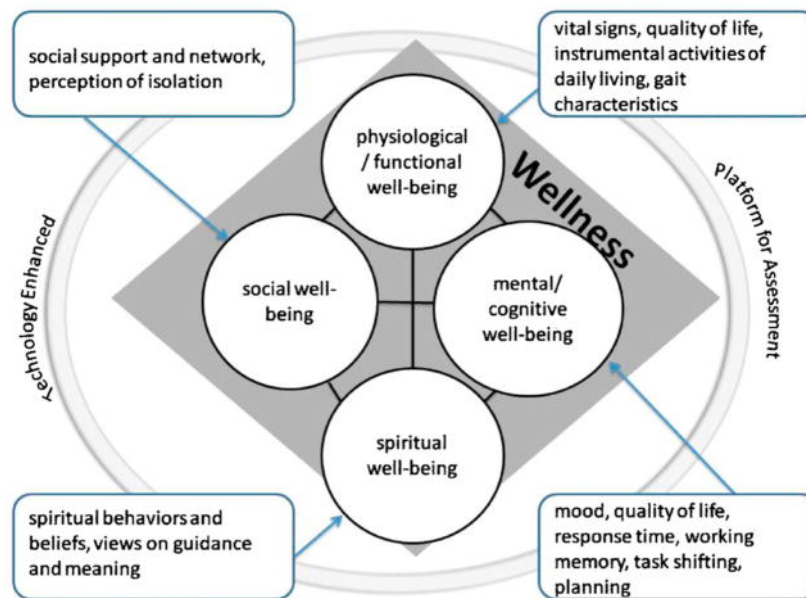 social support and network,
perception of isolation
vital signs, quality of life,
instrumental activities of
daily living, gait
characteristics
physiological
/ functional
well-being
Wellness
Technology Enhanced
Platform for Assessment
social well-
being
mental/
cognitive
well-being
spiritual
well-being
spiritual behaviors and
beliefs, views on guidance
and meaning
mood, quality of life,
response time, working
memory, task shifting,
planning